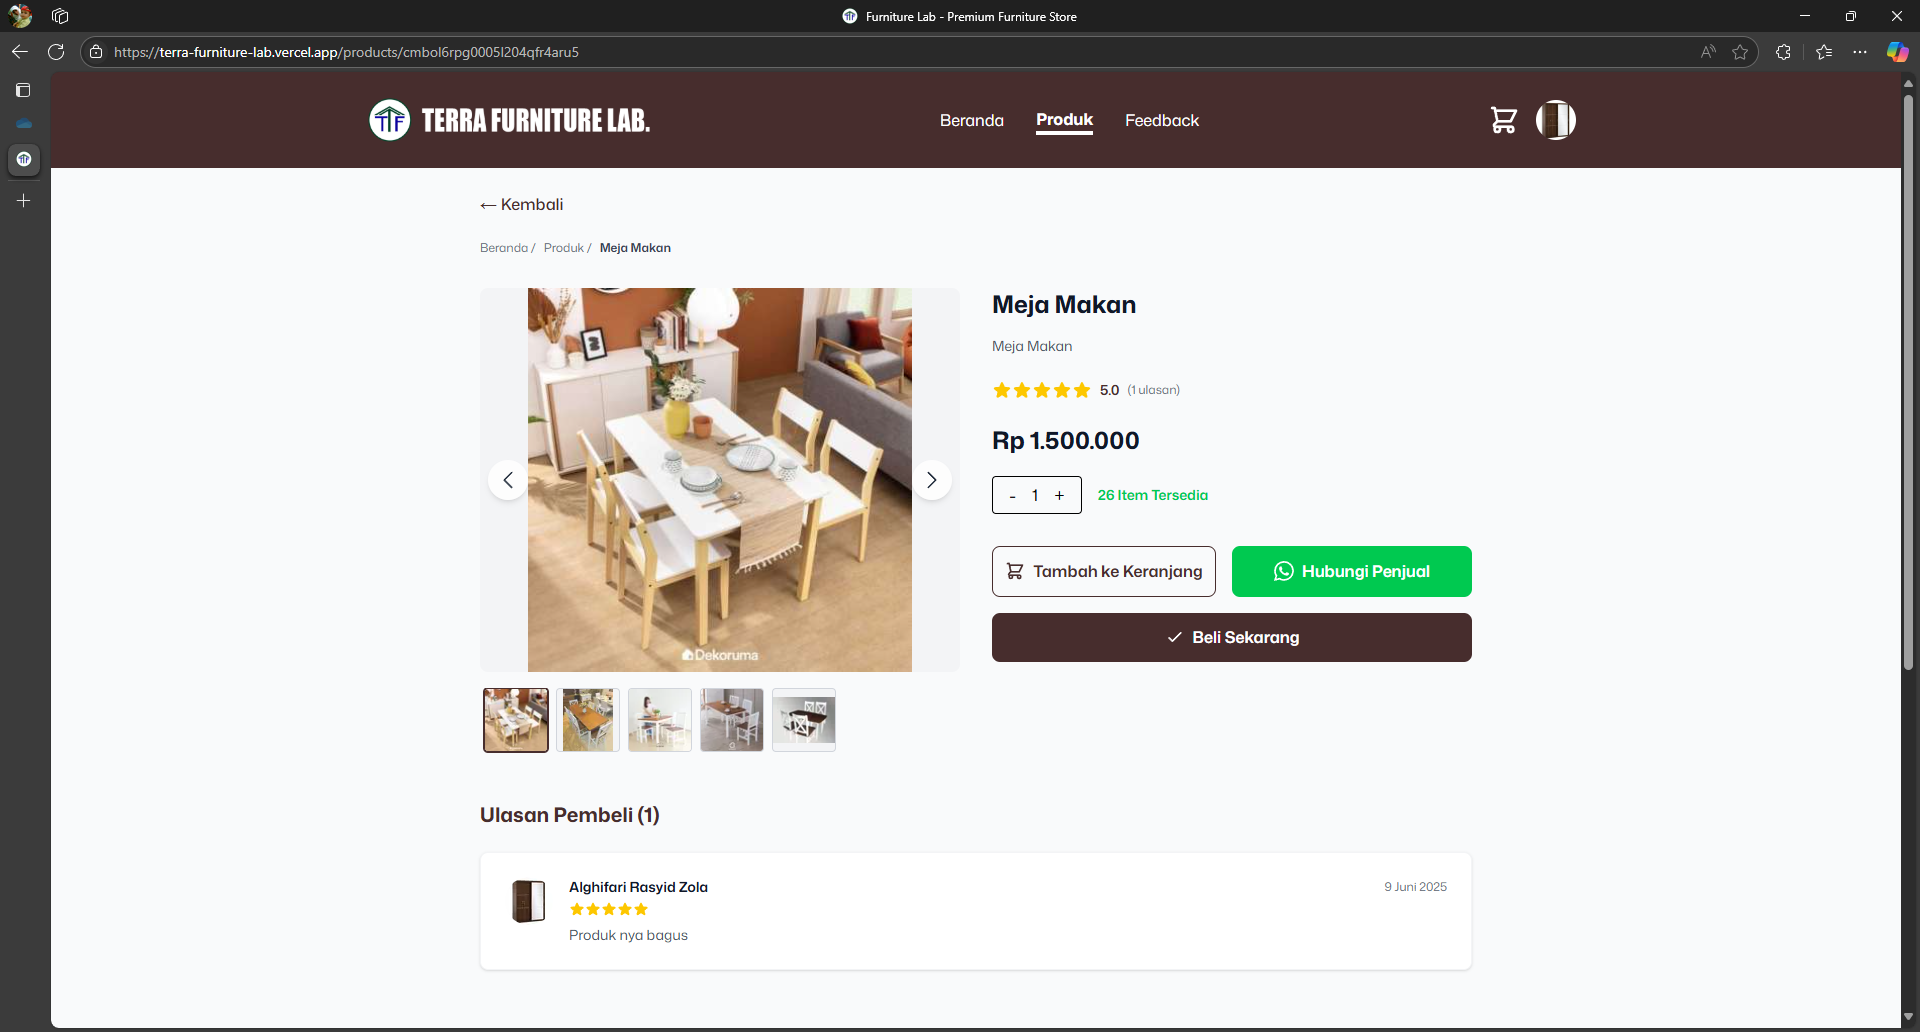 Furniture Lab - Premium Furniture Store
https://terra-furniture-lab.vercel.app/products/cmbol6rpg0005l204qfr4aru5
TF TERRA FURNITURE LAB.
Beranda Produk Feedback
← Kembali
Beranda / Produk / Meja Makan
Meja Makan
Meja Makan
5.0 (1 ulasan)
Rp 1.500.000
- 1 + 26 Item Tersedia
Tambah ke Keranjang
Hubungi Penjual
Beli Sekarang
Dekoruma
Ulasan Pembeli (1)
Alghifari Rasyid Zola
9 Juni 2025
Produk nya bagus